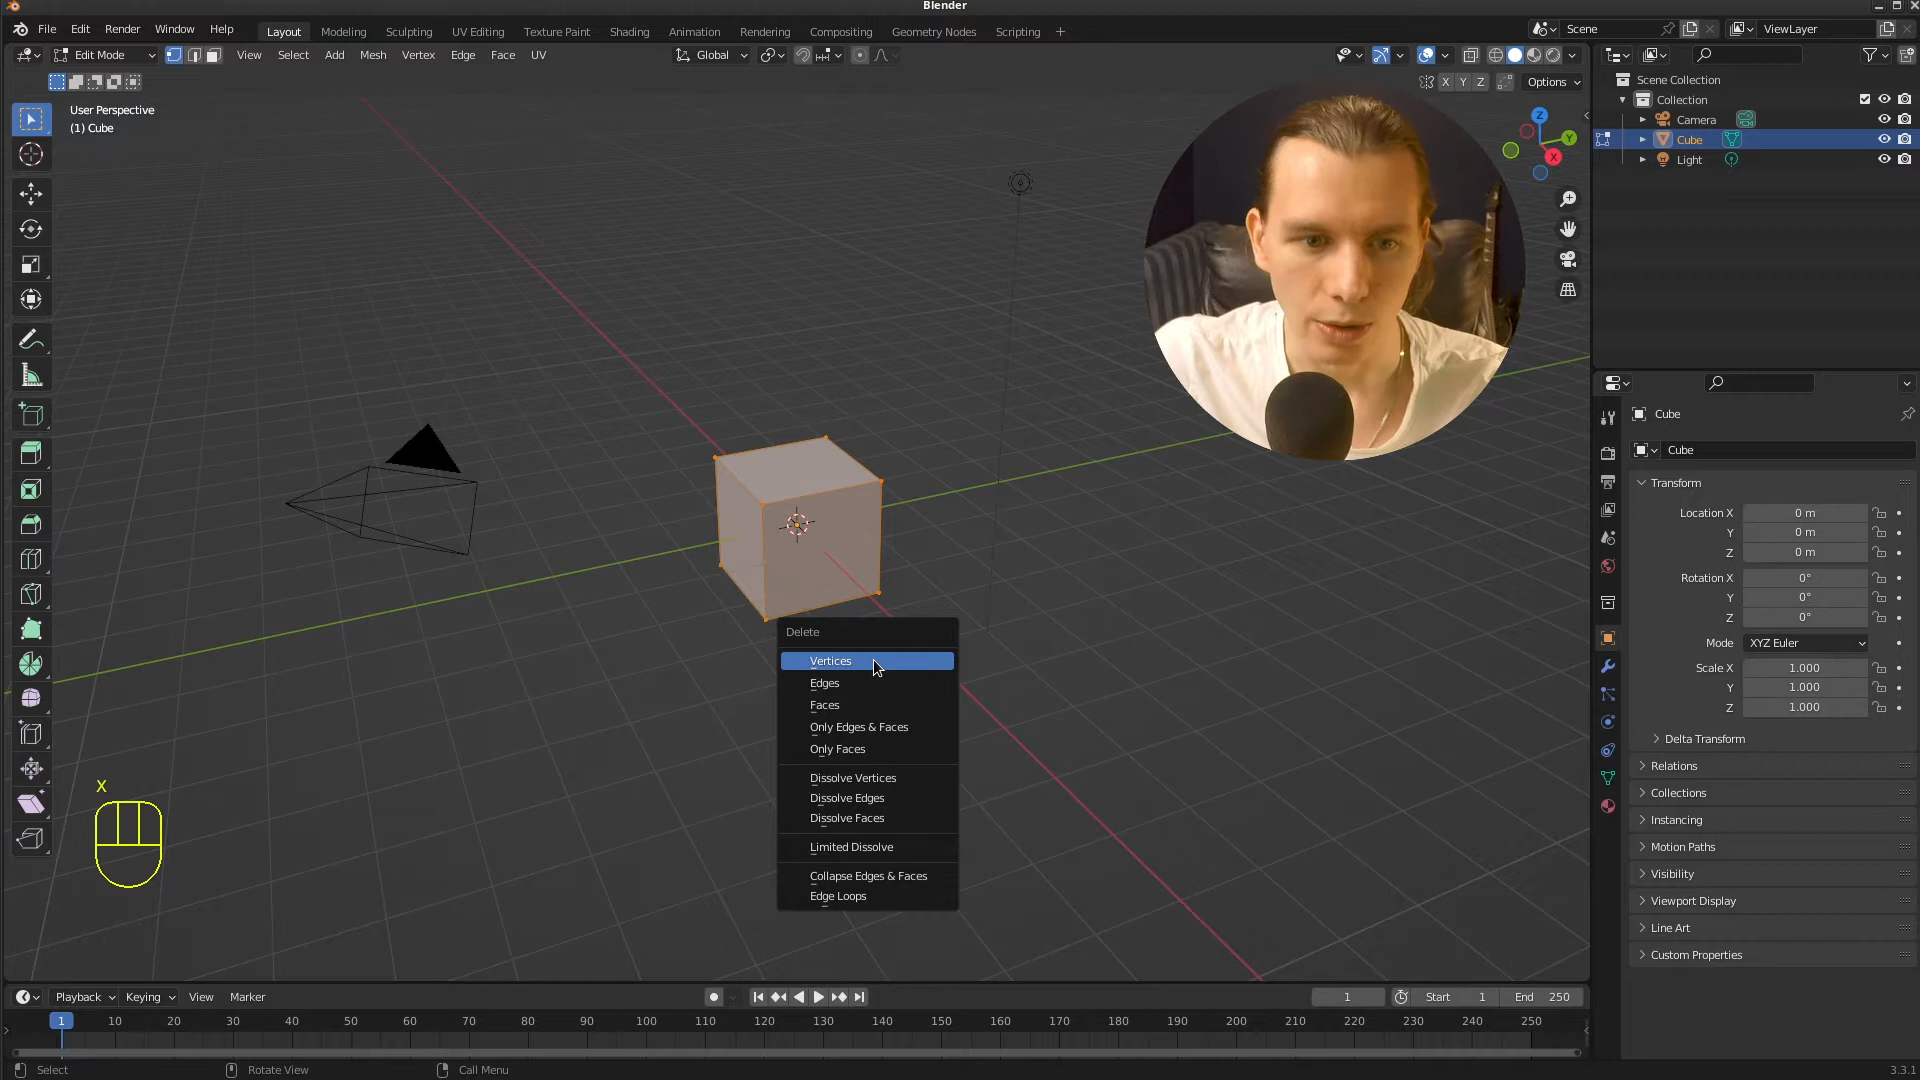 Blender
File Edit Render Window Help Layout Modeling Sculpting UV Editing Texture Paint Shading Animation Rendering Compositing Geometry Nodes Scripting + Scene ViewLayer
Edit Mode View Select Add Mesh Vertex Edge Face UV Global
X Y Z Options
User Perspective
(1) Cube
Z
Y
X
Scene Collection
Collection
Camera
Cube
Light
Cube
Cube
Transform
Location X 0 m
Y 0 m
Z 0 m
Rotation X 0°
Y 0°
Z 0°
Mode XYZ Euler
Scale X 1.000
Y 1.000
Z 1.000
Delta Transform
Relations
Collections
Instancing
Motion Paths
Visibility
Viewport Display
Line Art
Custom Properties
Delete
Vertices
Edges
Faces
Only Edges & Faces
Only Faces
Dissolve Vertices
Dissolve Edges
Dissolve Faces
Limited Dissolve
Collapse Edges & Faces
Edge Loops
X
Playback Keying View Marker 1 Start 1 End 250
1 10 20 30 40 50 60 70 80 90 100 110 120 130 140 150 160 170 180 190 200 210 220 230 240 250
Select Rotate View Call Menu 3.3.1